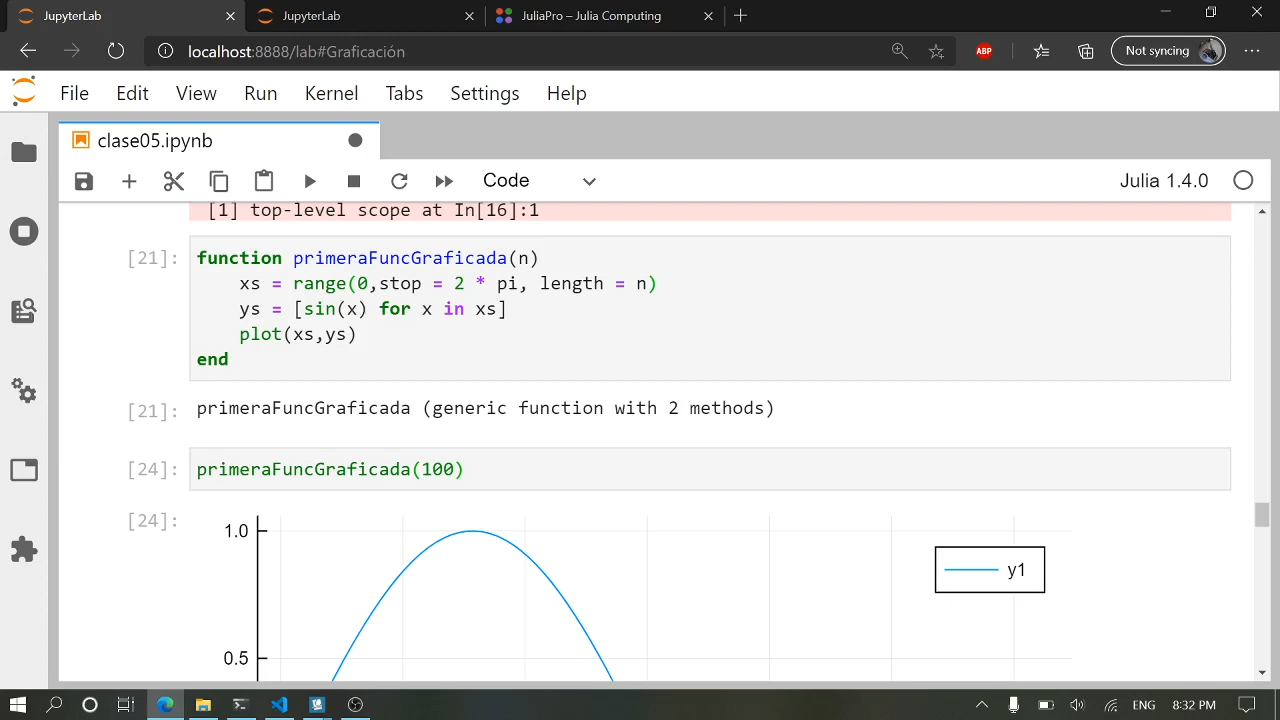 JupyterLab
JupyterLab
JuliaPro – Julia Computing
localhost:8888/lab#Graficación
ABP
Not syncing
File Edit View Run Kernel Tabs Settings Help
clase05.ipynb
Code
Julia 1.4.0
[1] top-level scope at In[16]:1
[21]:
function primeraFuncGraficada(n)
xs = range(0,stop = 2 * pi, length = n)
ys = [sin(x) for x in xs]
plot(xs,ys)
end
[21]:
primeraFuncGraficada (generic function with 2 methods)
[24]:
primeraFuncGraficada(100)
[24]:
1.0
y1
0.5
ENG
8:32 PM